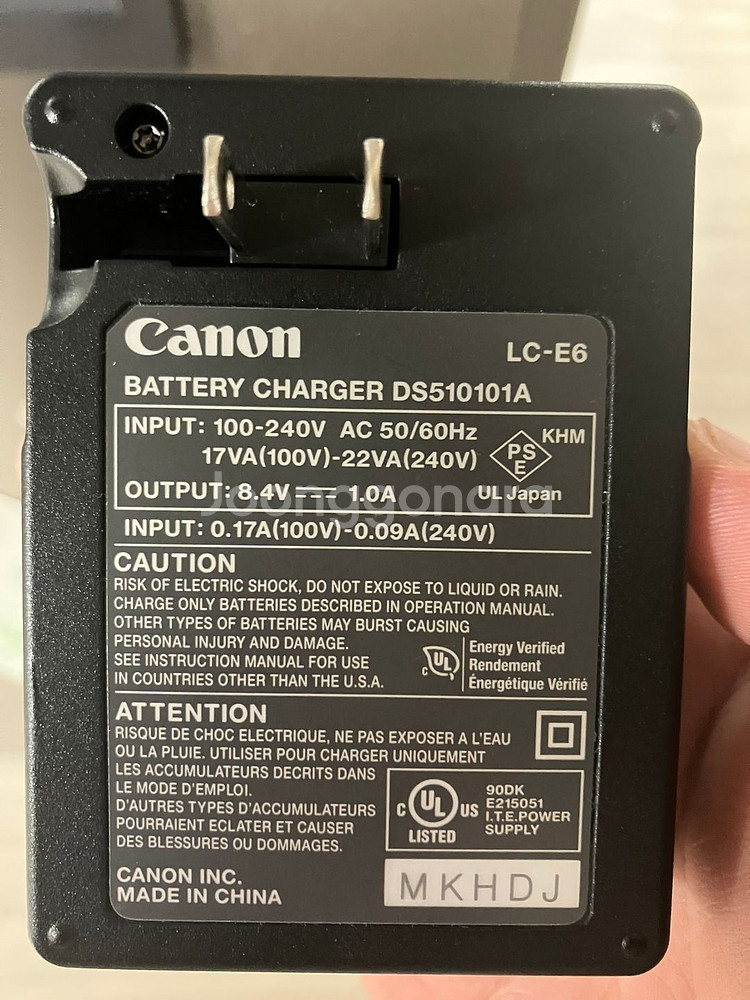 Canon
LC-E6
BATTERY CHARGER DS510101A
INPUT: 100-240V AC 50/60Hz
17VA(100V)-22VA(240V)
OUTPUT: 8.4V⎓ 1.0A
PS
E
KHM
UL Japan
Joonggonara
INPUT: 0.17A(100V)-0.09A(240V)
CAUTION
RISK OF ELECTRIC SHOCK, DO NOT EXPOSE TO LIQUID OR RAIN.
CHARGE ONLY BATTERIES DESCRIBED IN OPERATION MANUAL.
OTHER TYPES OF BATTERIES MAY BURST CAUSING
PERSONAL INJURY AND DAMAGE.
SEE INSTRUCTION MANUAL FOR USE
IN COUNTRIES OTHER THAN THE U.S.A.
c UL
Energy Verified
Rendement
Énergétique Vérifié
ATTENTION
RISQUE DE CHOC ELECTRIQUE, NE PAS EXPOSER A L'EAU
OU LA PLUIE. UTILISER POUR CHARGER UNIQUEMENT
LES ACCUMULATEURS DECRITS DANS
LE MODE D'EMPLOI.
D'AUTRES TYPES D'ACCUMULATEURS
POURRAIENT ECLATER ET CAUSER
DES BLESSURES OU DOMMAGES.
c UL US
LISTED
90DK
E215051
I.T.E.POWER
SUPPLY
CANON INC.
MADE IN CHINA
MKHDJ